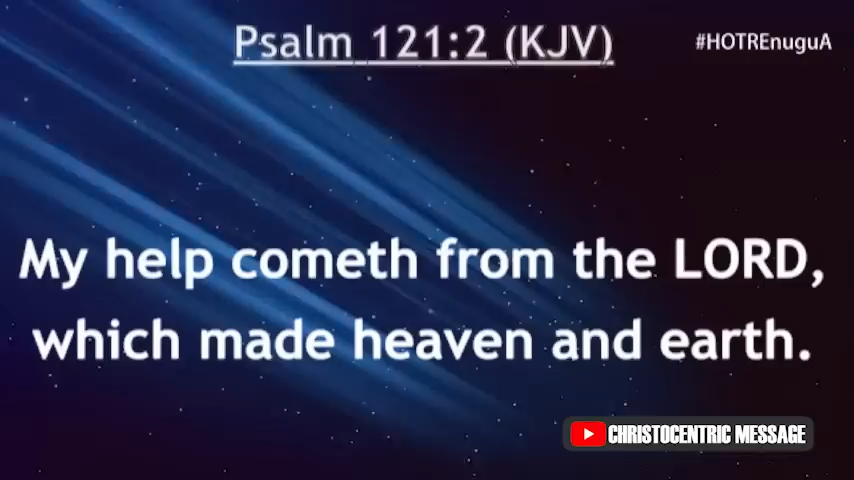 Psalm 121:2 (KJV)
#HOTREnuguA
My help cometh from the LORD,
which made heaven and earth.
CHRISTOCENTRIC MESSAGE